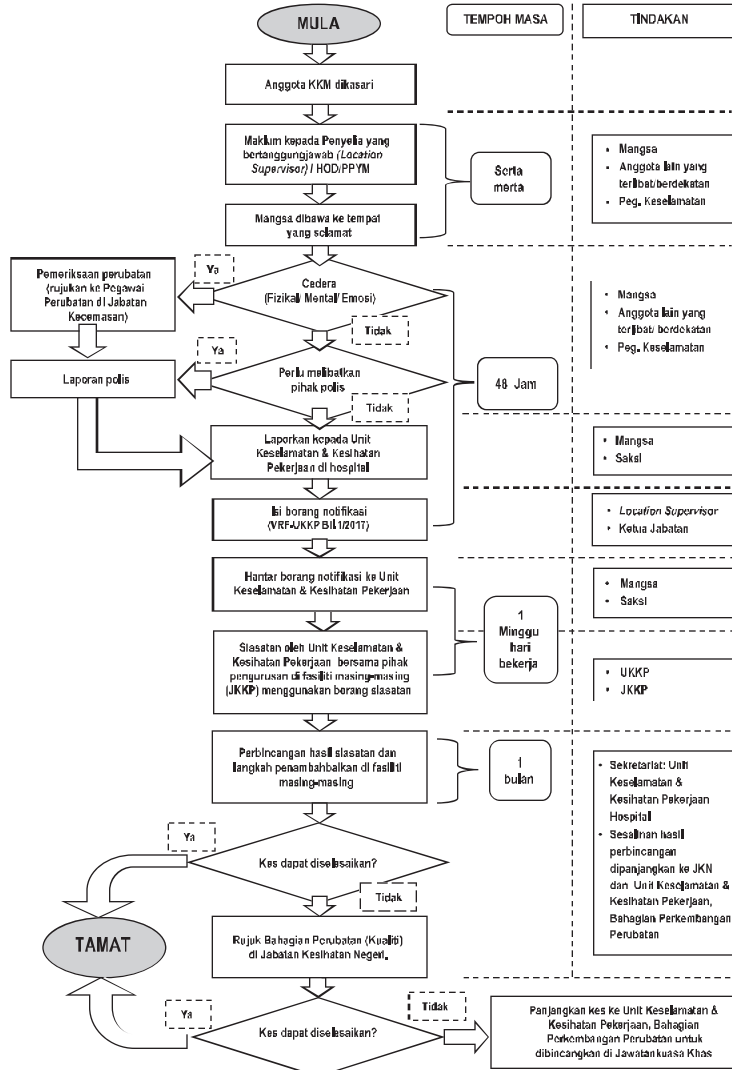 MULA
TEMPOH MASA
TINDAKAN
Anggota KKM dikasari
Maklum kepada Penyelia yang
bertanggungjawab (Location
Supervisor) / HOD/PPYM
Serta
merta
• Mangsa
• Anggota lain yang
terlibat/berdekatan
• Peg. Keselamatan
Mangsa dibawa ke tempat
yang selamat
Ya
Pemeriksaan perubatan
(rujukan ke Pegawai
Perubatan di Jabatan
Kecemasan)
Cedera
(Fizikal/ Mental/ Emosi)
Tidak
• Mangsa
• Anggota lain yang
terlibat/ berdekatan
• Peg. Keselamatan
Ya
Laporan polis
Perlu melibatkan
pihak polis
Tidak
48 Jam
Laporkan kepada Unit
Keselamatan & Kesihatan
Pekerjaan di hospital
• Mangsa
• Saksi
Isi borang notifikasi
(VRF-UKKP Bil.1/2017)
• Location Supervisor
• Ketua Jabatan
Hantar borang notifikasi ke Unit
Keselamatan & Kesihatan Pekerjaan
• Mangsa
• Saksi
1
Minggu
hari
bekerja
Siasatan oleh Unit Keselamatan &
Kesihatan Pekerjaan bersama pihak
pengurusan di fasiliti masing-masing
(JKKP) menggunakan borang siasatan
• UKKP
• JKKP
Perbincangan hasil siasatan dan
langkah penambahbaikan di fasiliti
masing-masing
1
bulan
• Sekretariat: Unit
Keselamatan &
Kesihatan Pekerjaan
Hospital
• Sesalinan hasil
perbincangan
dipanjangkan ke JKN
dan Unit Keselamatan &
Kesihatan Pekerjaan,
Bahagian Perkembangan
Perubatan
Ya
Kes dapat diselesaikan?
Tidak
TAMAT
Rujuk Bahagian Perubatan (Kualiti)
di Jabatan Kesihatan Negeri.
Ya
Kes dapat diselesaikan?
Tidak
Panjangkan kes ke Unit Keselamatan &
Kesihatan Pekerjaan, Bahagian
Perkembangan Perubatan untuk
dibincangkan di Jawatankuasa Khas